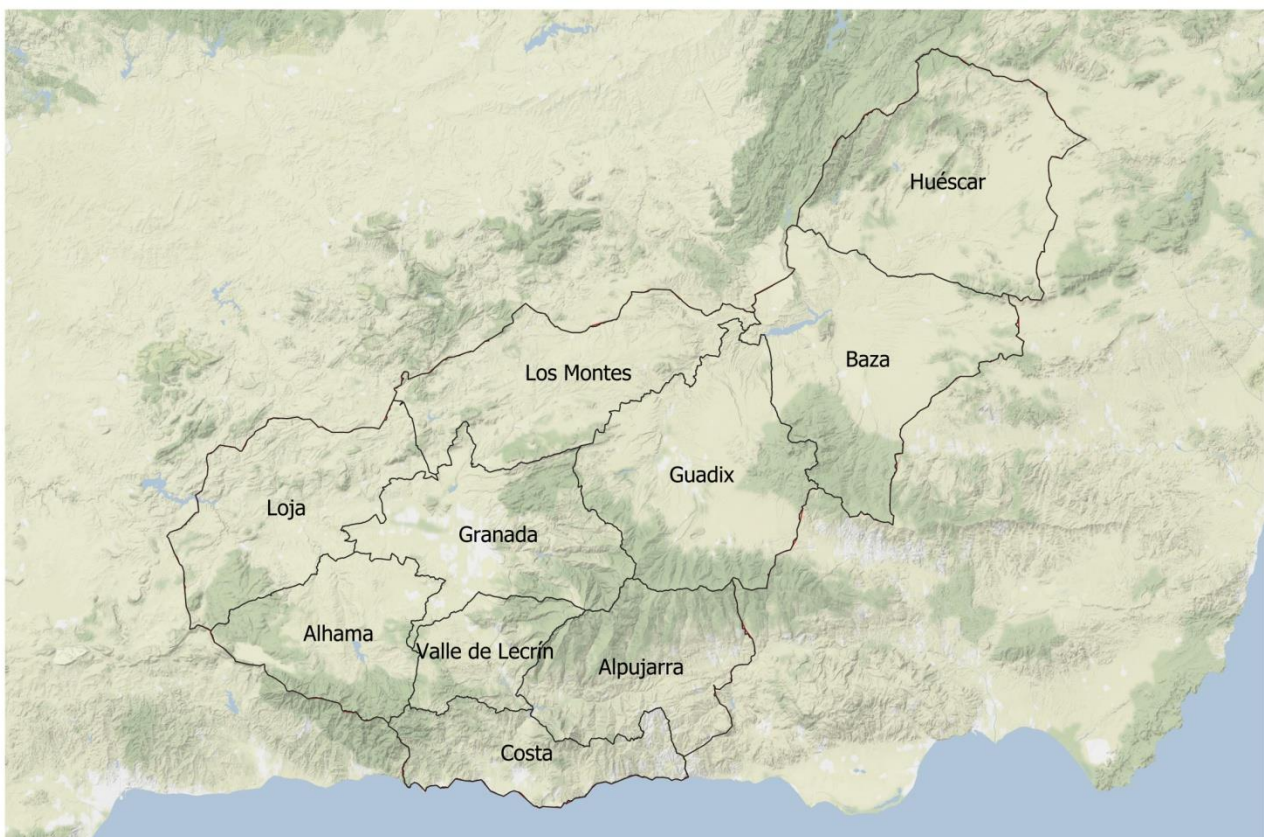 Huéscar
Baza
Los Montes
Guadix
Loja
Granada
Alhama
Valle de Lecrín
Alpujarra
Costa